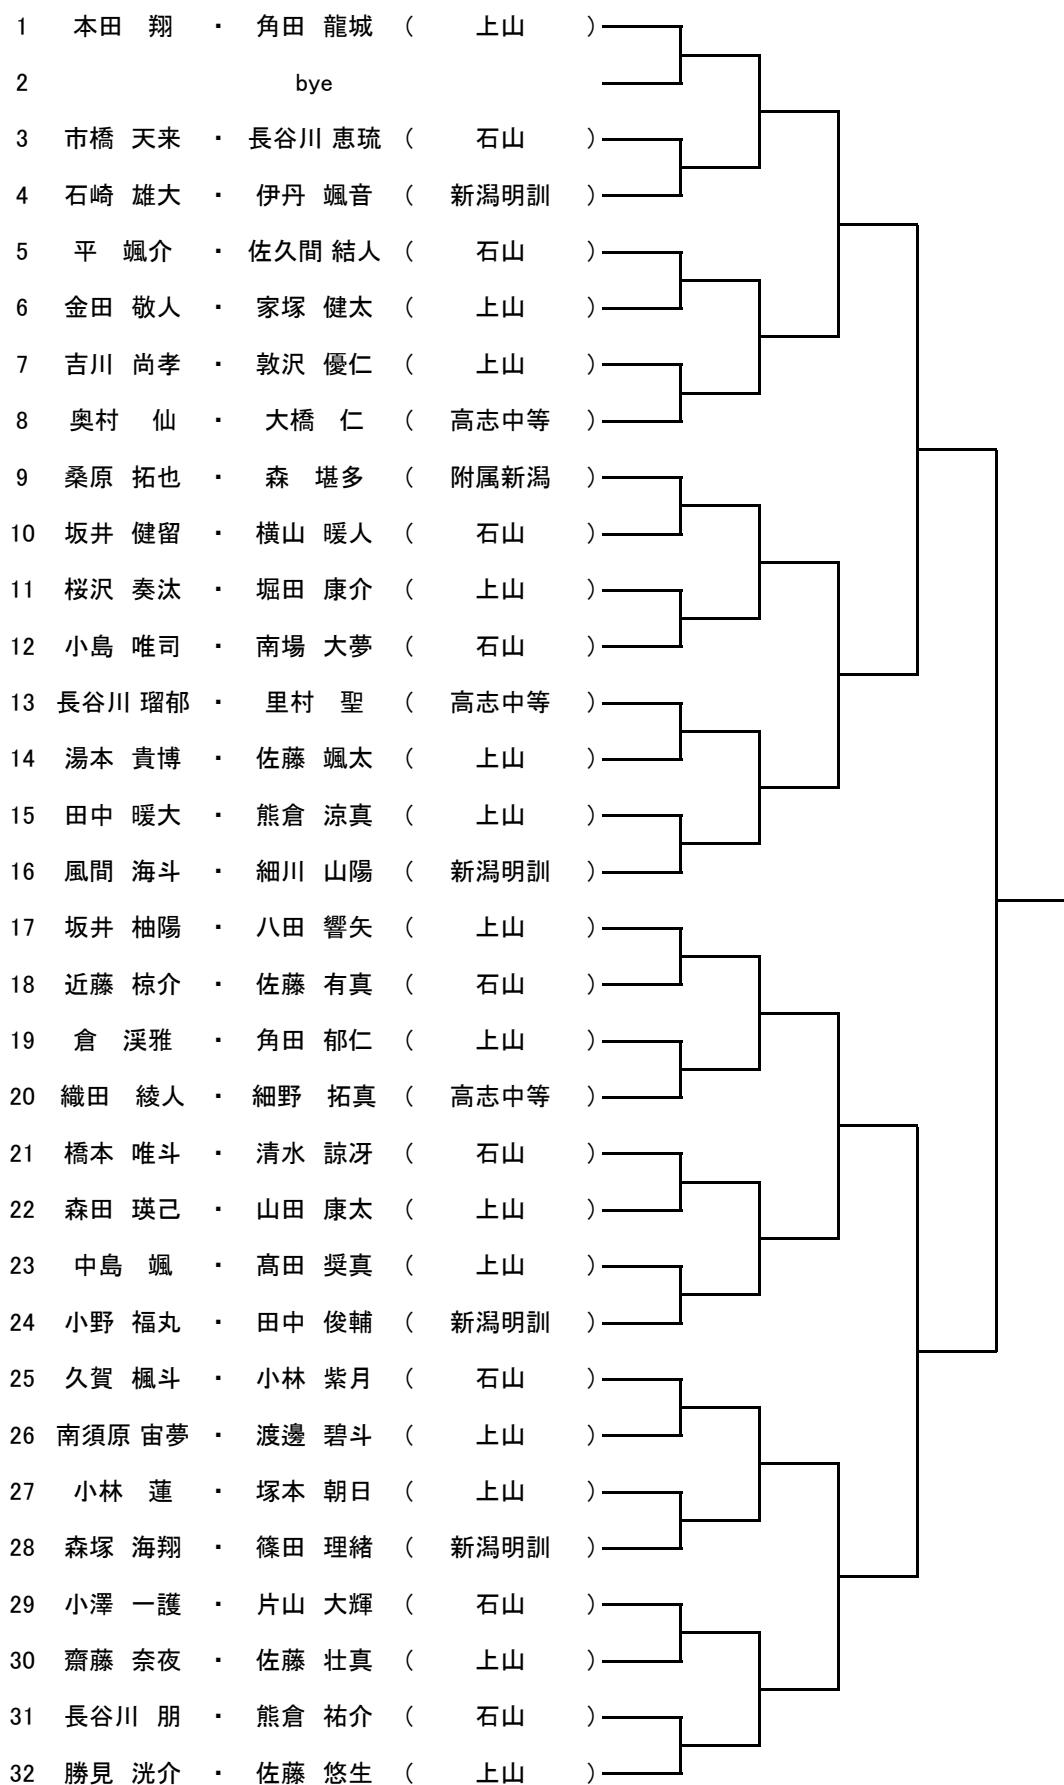 1 本田 翔 ・ 角田 龍城 ( 上山 )
2 bye
3 市橋 天来 ・ 長谷川 恵琉 ( 石山 )
4 石崎 雄大 ・ 伊丹 颯音 ( 新潟明訓 )
5 平 颯介 ・ 佐久間 結人 ( 石山 )
6 金田 敬人 ・ 家塚 健太 ( 上山 )
7 吉川 尚孝 ・ 敦沢 優仁 ( 上山 )
8 奥村 仙 ・ 大橋 仁 ( 高志中等 )
9 桑原 拓也 ・ 森 堪多 ( 附属新潟 )
10 坂井 健留 ・ 横山 暖人 ( 石山 )
11 桜沢 奏汰 ・ 堀田 康介 ( 上山 )
12 小島 唯司 ・ 南場 大夢 ( 石山 )
13 長谷川 瑠郁 ・ 里村 聖 ( 高志中等 )
14 湯本 貴博 ・ 佐藤 颯太 ( 上山 )
15 田中 暖大 ・ 熊倉 涼真 ( 上山 )
16 風間 海斗 ・ 細川 山陽 ( 新潟明訓 )
17 坂井 柚陽 ・ 八田 響矢 ( 上山 )
18 近藤 椋介 ・ 佐藤 有真 ( 石山 )
19 倉 渓雅 ・ 角田 郁仁 ( 上山 )
20 織田 綾人 ・ 細野 拓真 ( 高志中等 )
21 橋本 唯斗 ・ 清水 諒冴 ( 石山 )
22 森田 瑛己 ・ 山田 康太 ( 上山 )
23 中島 颯 ・ 髙田 奨真 ( 上山 )
24 小野 福丸 ・ 田中 俊輔 ( 新潟明訓 )
25 久賀 楓斗 ・ 小林 紫月 ( 石山 )
26 南須原 宙夢 ・ 渡邊 碧斗 ( 上山 )
27 小林 蓮 ・ 塚本 朝日 ( 上山 )
28 森塚 海翔 ・ 篠田 理緒 ( 新潟明訓 )
29 小澤 一護 ・ 片山 大輝 ( 石山 )
30 齋藤 奈夜 ・ 佐藤 壮真 ( 上山 )
31 長谷川 朋 ・ 熊倉 祐介 ( 石山 )
32 勝見 洸介 ・ 佐藤 悠生 ( 上山 )